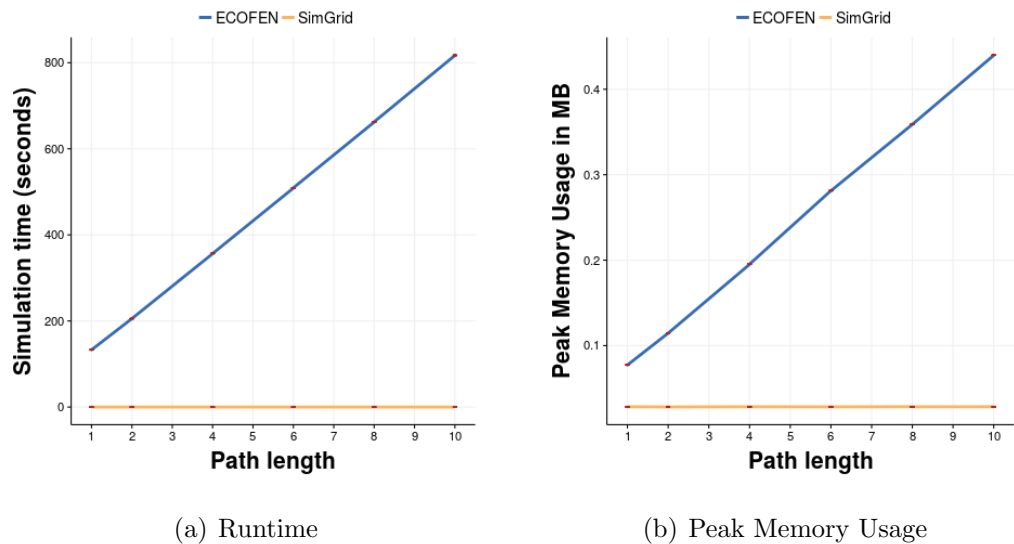 ECOFEN SimGrid
Simulation time (seconds)
800
600
400
200
0
1 2 3 4 5 6 7 8 9 10
Path length
(a) Runtime
ECOFEN SimGrid
Peak Memory Usage in MB
0.4
0.3
0.2
0.1
1 2 3 4 5 6 7 8 9 10
Path length
(b) Peak Memory Usage